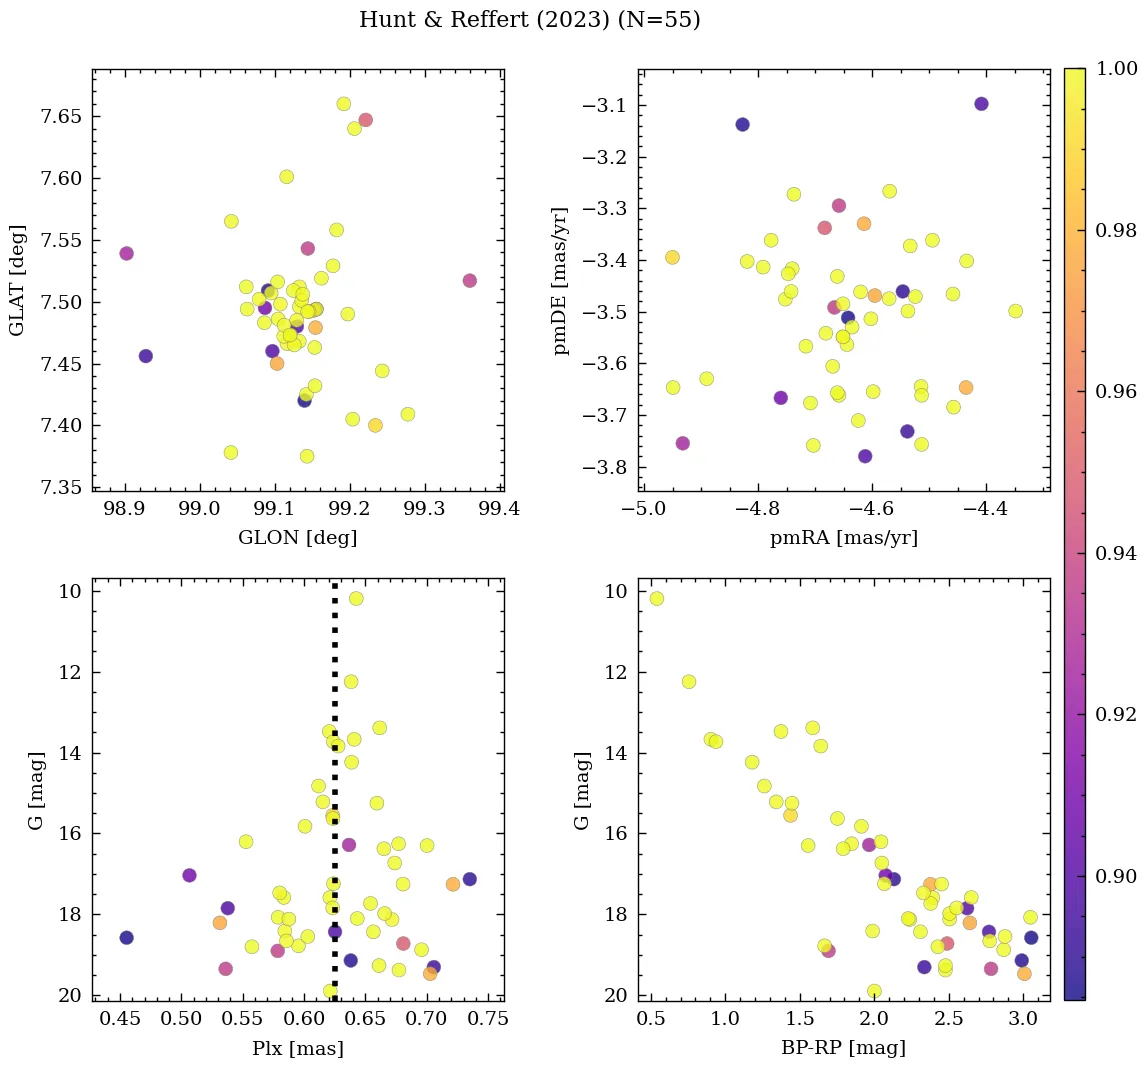 Hunt & Reffert (2023) (N=55)
GLAT [deg]
7.65
7.60
7.55
7.50
7.45
7.40
7.35
98.9 99.0 99.1 99.2 99.3 99.4
GLON [deg]
pmDE [mas/yr]
−3.1
−3.2
−3.3
−3.4
−3.5
−3.6
−3.7
−3.8
−5.0 −4.8 −4.6 −4.4
pmRA [mas/yr]
G [mag]
10
12
14
16
18
20
0.45 0.50 0.55 0.60 0.65 0.70 0.75
Plx [mas]
G [mag]
10
12
14
16
18
20
0.5 1.0 1.5 2.0 2.5 3.0
BP-RP [mag]
1.00
0.98
0.96
0.94
0.92
0.90